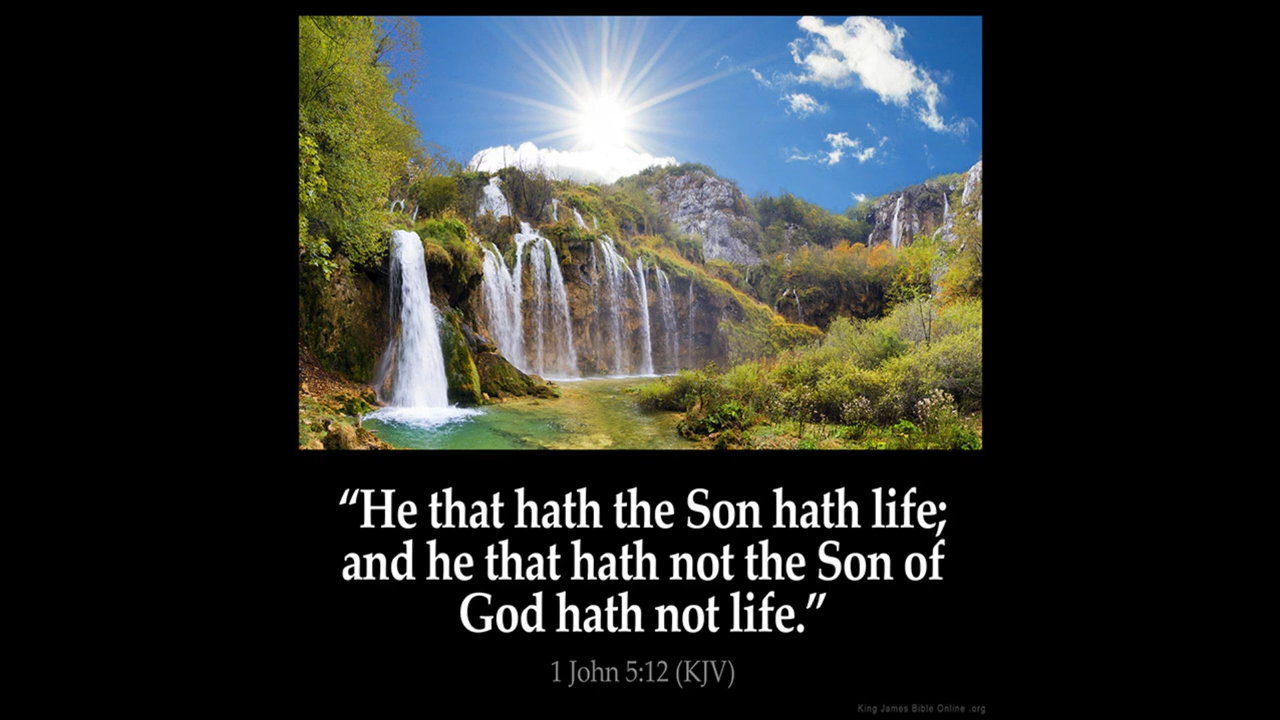 “He that hath the Son hath life;
and he that hath not the Son of
God hath not life.”
1 John 5:12 (KJV)
King James Bible Online .org